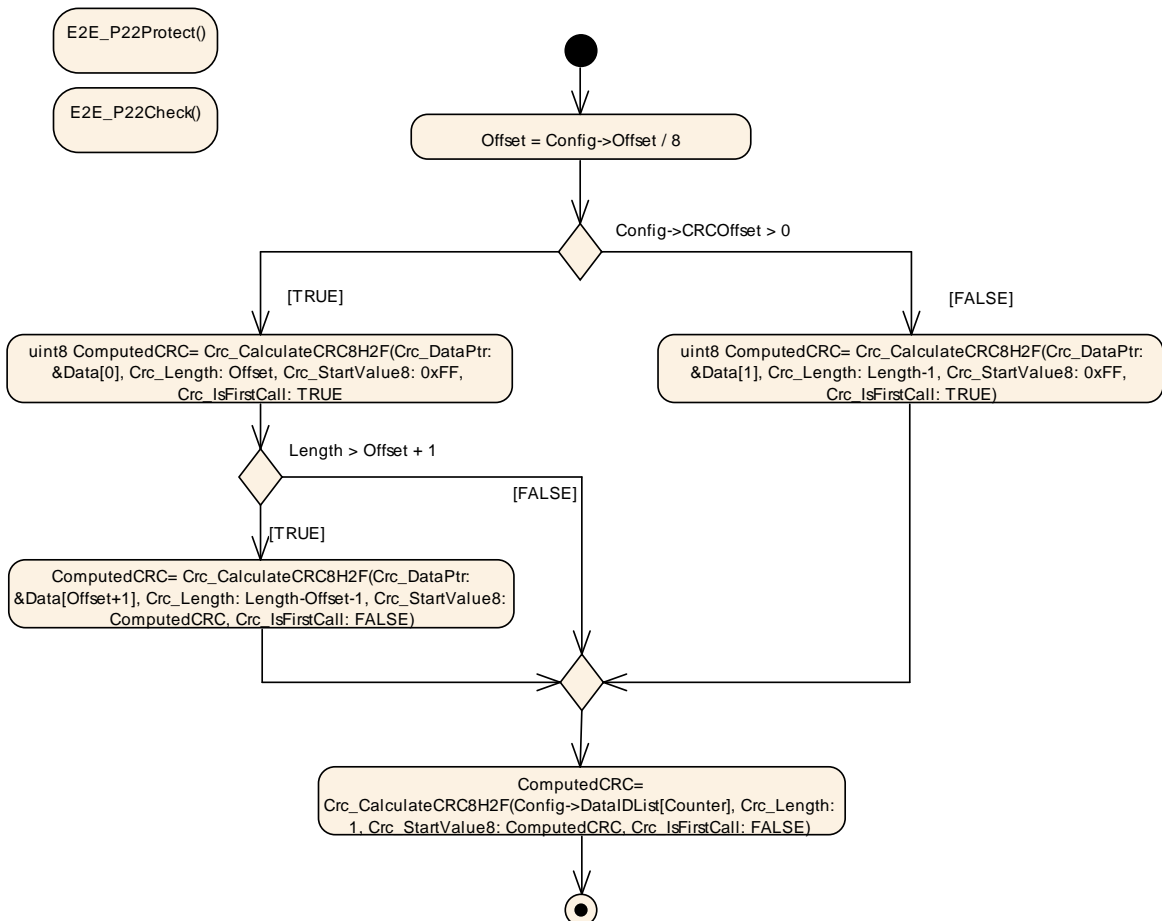 E2E_P22Protect()
E2E_P22Check()
Offset = Config->Offset / 8
Config->CRCOffset > 0
[TRUE]
[FALSE]
uint8 ComputedCRC= Crc_CalculateCRC8H2F(Crc_DataPtr:
&Data[0], Crc_Length: Offset, Crc_StartValue8: 0xFF,
Crc_IsFirstCall: TRUE
uint8 ComputedCRC= Crc_CalculateCRC8H2F(Crc_DataPtr:
&Data[1], Crc_Length: Length-1, Crc_StartValue8: 0xFF,
Crc_IsFirstCall: TRUE)
Length > Offset + 1
[FALSE]
[TRUE]
ComputedCRC= Crc_CalculateCRC8H2F(Crc_DataPtr:
&Data[Offset+1], Crc_Length: Length-Offset-1, Crc_StartValue8:
ComputedCRC, Crc_IsFirstCall: FALSE)
ComputedCRC=
Crc_CalculateCRC8H2F(Config->DataIDList[Counter], Crc_Length:
1, Crc_StartValue8: ComputedCRC, Crc_IsFirstCall: FALSE)